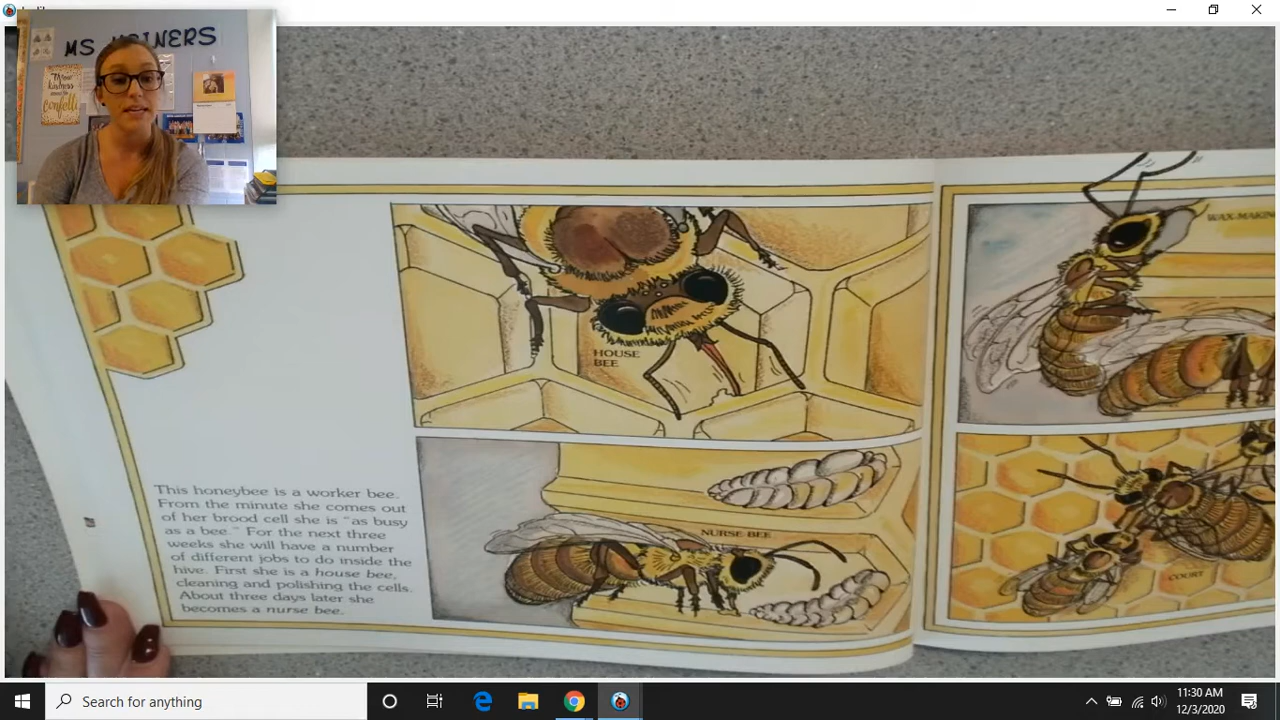 MS
confetti
HOUSE
BEE
WAX-MAKING
NURSE BEE
COURT
This honeybee is a worker bee.
From the minute she comes out
of her brood cell she is "as busy
as a bee." For the next three
weeks she will have a number
of different jobs to do inside the
hive. First she is a house bee,
cleaning and polishing the cells.
About three days later she
becomes a nurse bee.
Search for anything
11:30 AM
12/3/2020